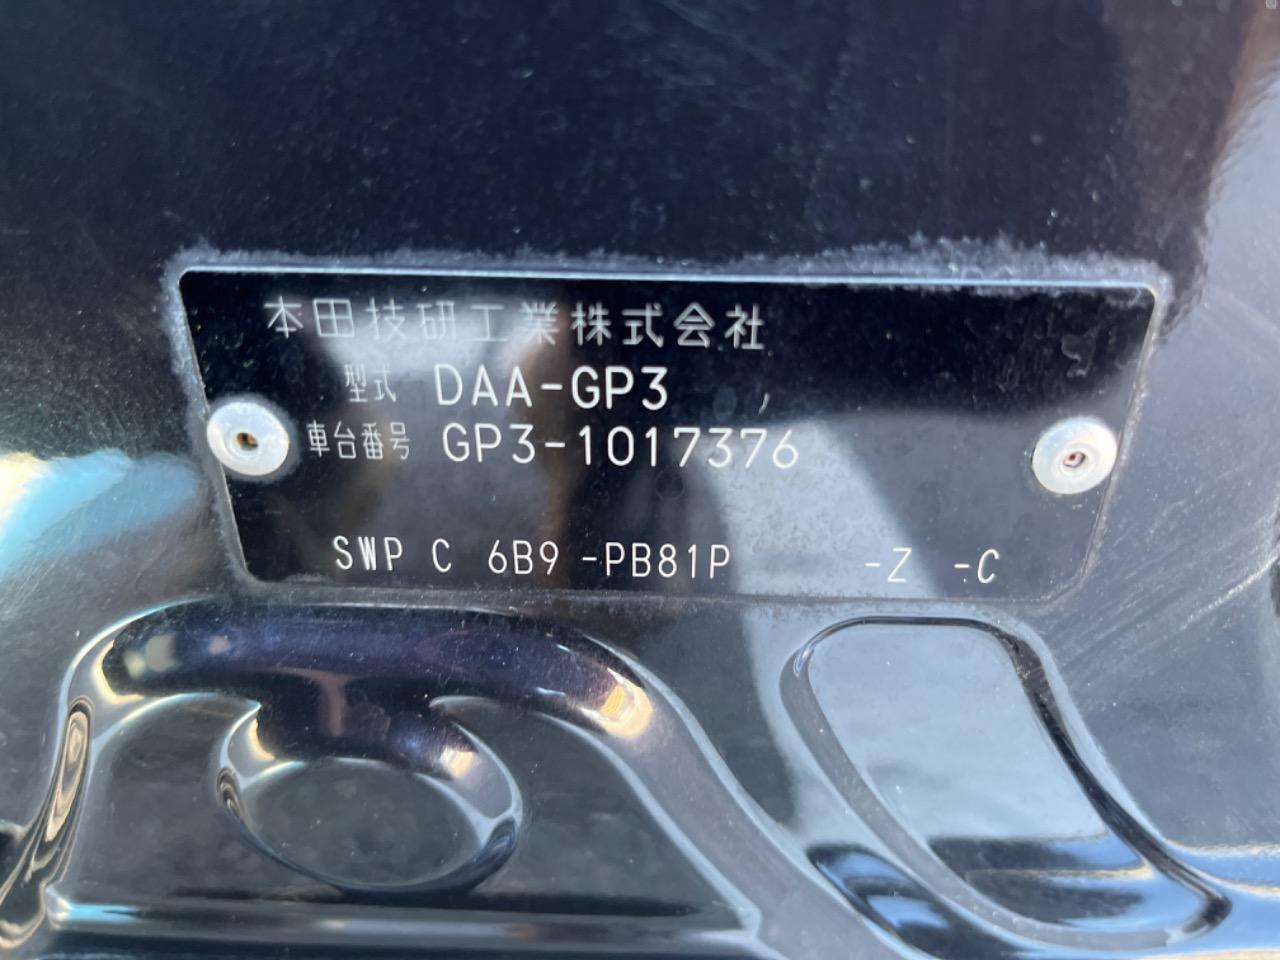 本田技研工業株式会社
型式 DAA-GP3
車台番号 GP3-1017376
SWP C 6B9 -PB81P -Z -C